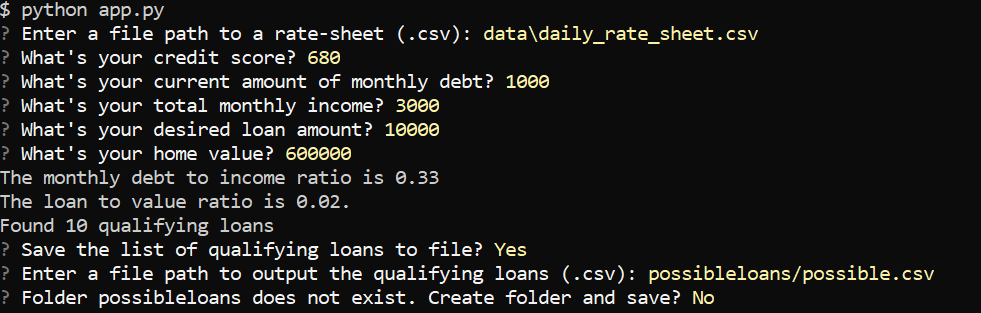 $ python app.py
? Enter a file path to a rate-sheet (.csv): data\daily_rate_sheet.csv
? What's your credit score? 680
? What's your current amount of monthly debt? 1000
? What's your total monthly income? 3000
? What's your desired loan amount? 10000
? What's your home value? 600000
The monthly debt to income ratio is 0.33
The loan to value ratio is 0.02.
Found 10 qualifying loans
? Save the list of qualifying loans to file? Yes
? Enter a file path to output the qualifying loans (.csv): possibleloans/possible.csv
? Folder possibleloans does not exist. Create folder and save? No